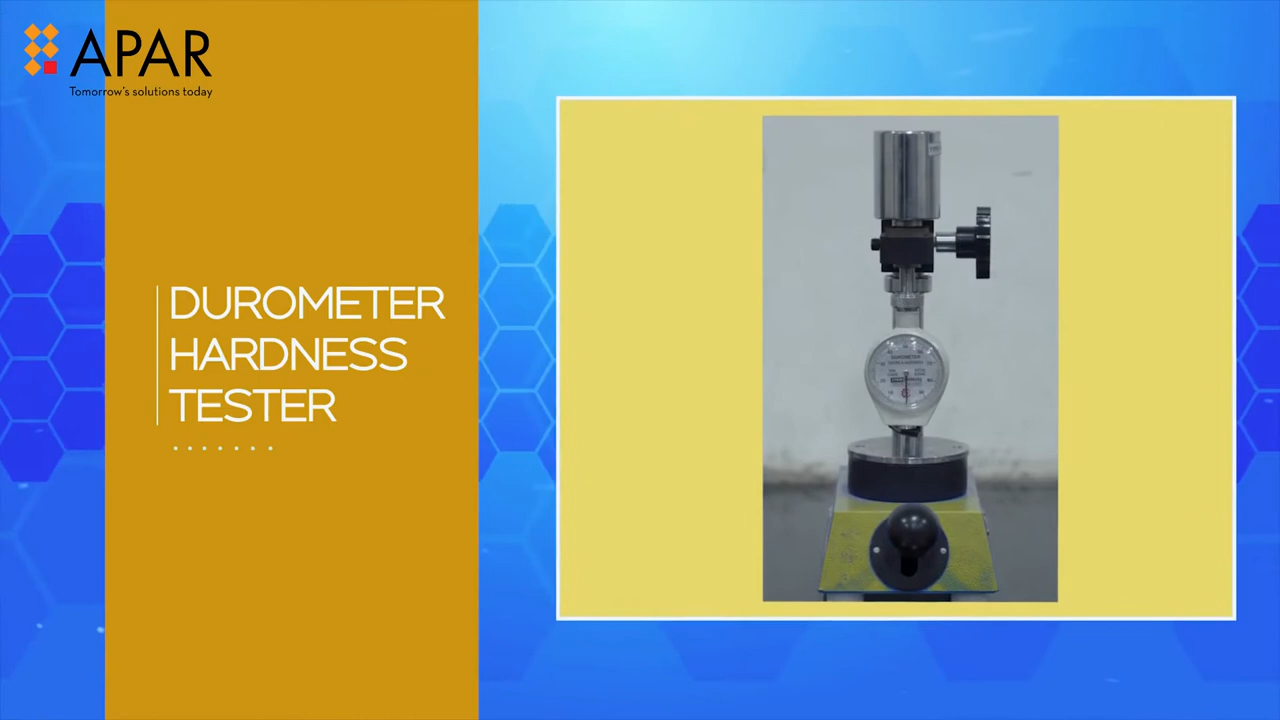 APAR
Tomorrow's solutions today
DUROMETER
HARDNESS
TESTER
DUROMETER